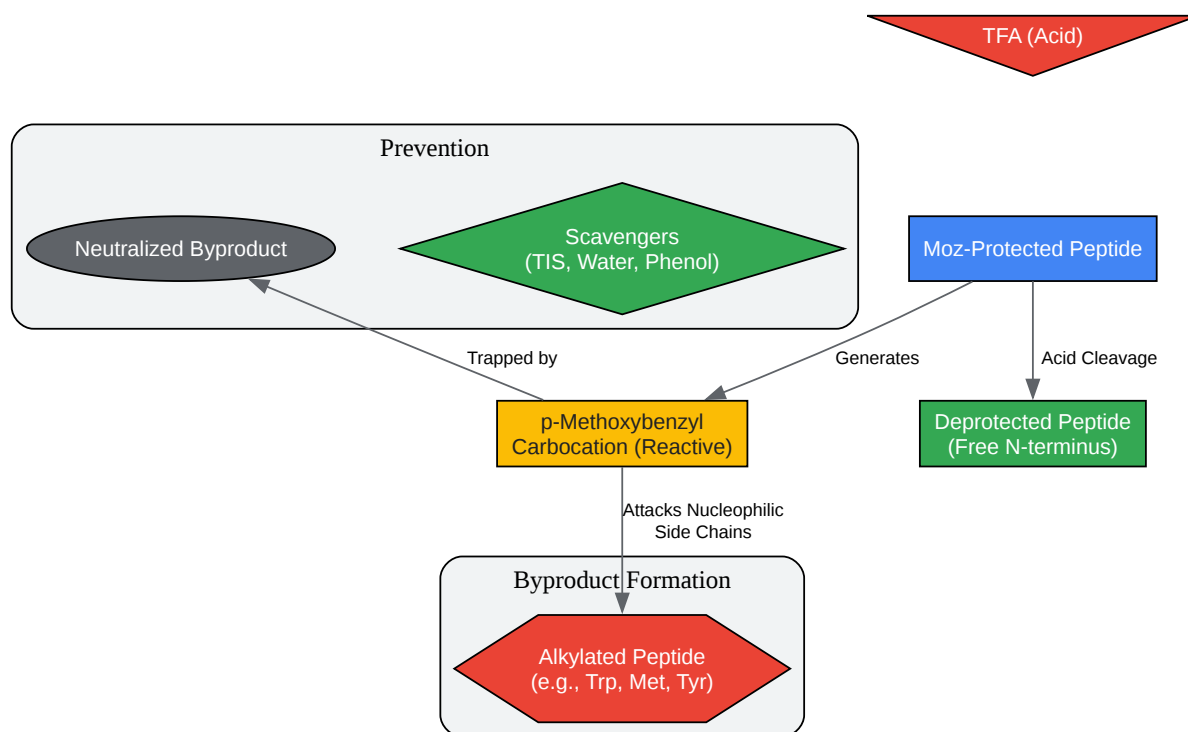 TFA (Acid)
Prevention
Neutralized Byproduct
Scavengers
(TIS, Water, Phenol)
Moz-Protected Peptide
Trapped by
Generates
Acid Cleavage
p-Methoxybenzyl
Carbocation (Reactive)
Deprotected Peptide
(Free N-terminus)
Attacks Nucleophilic
Side Chains
Byproduct Formation
Alkylated Peptide
(e.g., Trp, Met, Tyr)